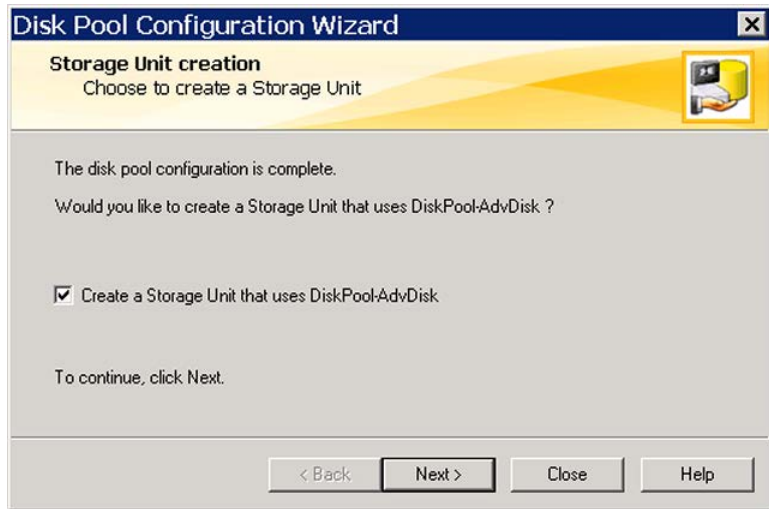 Disk Pool Configuration Wizard
Storage Unit creation
Choose to create a Storage Unit
The disk pool configuration is complete.
Would you like to create a Storage Unit that uses DiskPool-AdvDisk ?
Create a Storage Unit that uses DiskPool-AdvDisk
To continue, click Next.
< Back Next > Close Help